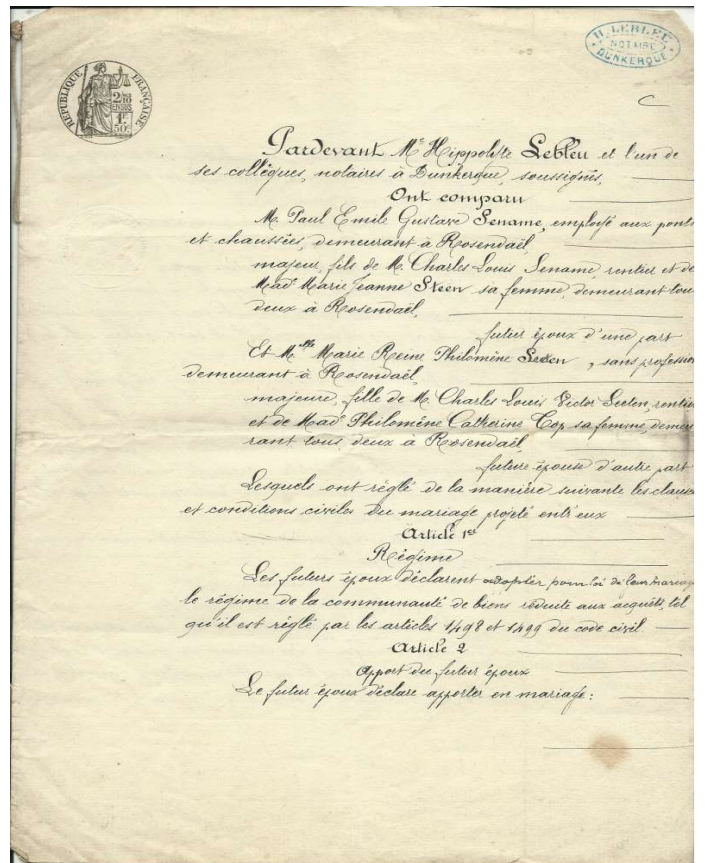 H. LEBLEU
NOTAIRE
DUNKERQUE
RÉPUBLIQUE FRANÇAISE
2/10
EN SUS
1F
50c
C
Pardevant Me Hippolyte Lebleu et l'un de
ses collègues, notaires à Dunkerque, soussignés,
Ont comparu
M. Paul Emile Gustave Sename, employé aux ponts
et chaussées, demeurant à Rosendaël,
majeur, fils de M. Charles Louis Sename, rentier et de
Made Marie Jeanne Steen sa femme, demeurant tous
deux à Rosendaël,
futur époux d'une part
Et Mlle Marie Reine Philomène , sans profession
demeurant à Rosendaël
majeure, fille de M. Charles Louis Victor , rentier
et de Made Philomène Catherine Cop sa femme, demeu
rant tous deux à Rosendaël
future épouse d'autre part
Lesquels ont réglé de la manière suivante les clauses
et conditions civiles du mariage projeté entr'eux
Article 1er
Régime
Les futurs époux déclarent adopter pour loi de leur mariage
le régime de la communauté de biens réduite aux acquêts, tel
qu'il est réglé par les articles 1498 et 1499 du code civil.
Article 2
Apport du futur époux
Le futur époux déclare apporter en mariage :